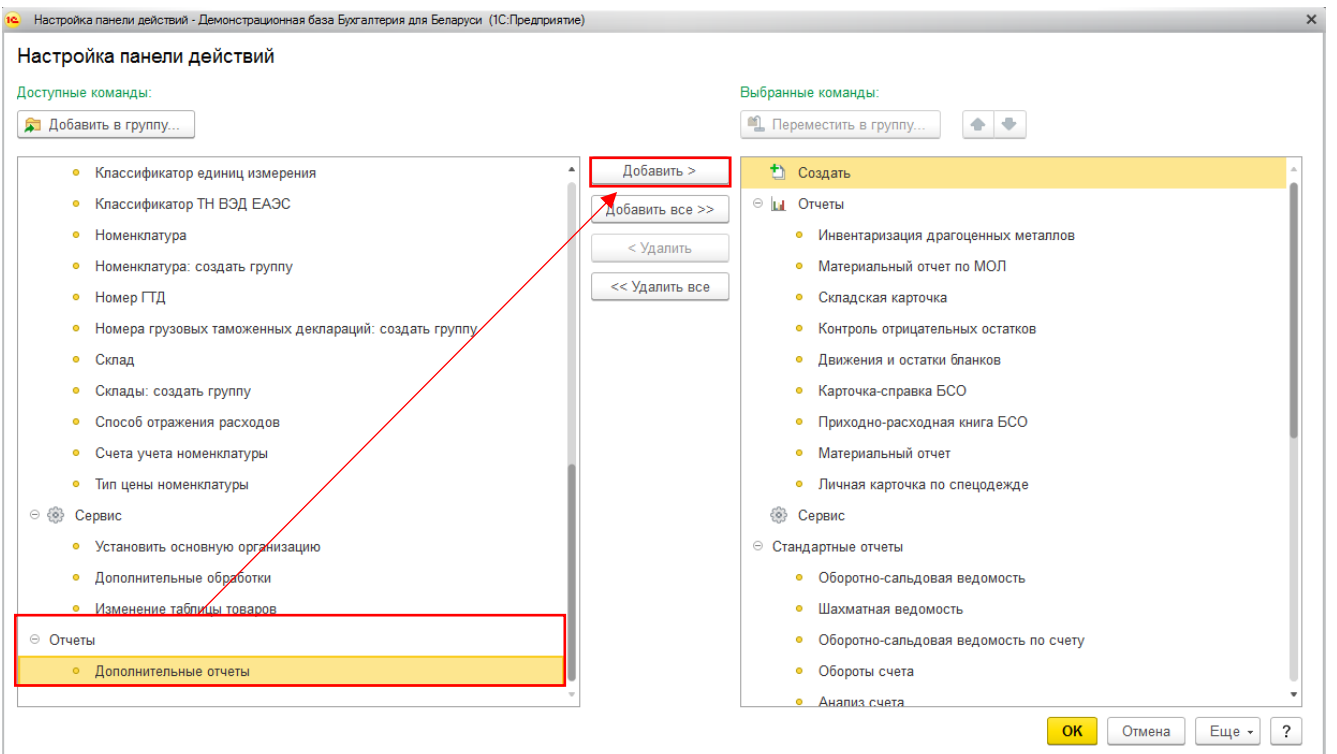 Настройка панели действий - Демонстрационная база Бухгалтерия для Беларуси (1С:Предприятие)
Настройка панели действий
Доступные команды:
Добавить в группу...
Классификатор единиц измерения
Классификатор ТН ВЭД ЕАЭС
Номенклатура
Номенклатура: создать группу
Номер ГТД
Номера грузовых таможенных деклараций: создать группу
Склад
Склады: создать группу
Способ отражения расходов
Счета учета номенклатуры
Тип цены номенклатуры
Сервис
Установить основную организацию
Дополнительные обработки
Изменение таблицы товаров
Отчеты
Дополнительные отчеты
Добавить >
Добавить все >>
< Удалить
<< Удалить все
Выбранные команды:
Переместить в группу...
Создать
Отчеты
Инвентаризация драгоценных металлов
Материальный отчет по МОЛ
Складская карточка
Контроль отрицательных остатков
Движения и остатки бланков
Карточка-справка БСО
Приходно-расходная книга БСО
Материальный отчет
Личная карточка по спецодежде
Сервис
Стандартные отчеты
Оборотно-сальдовая ведомость
Шахматная ведомость
Оборотно-сальдовая ведомость по счету
Обороты счета
Анализ счета
ОК
Отмена
Еще
?